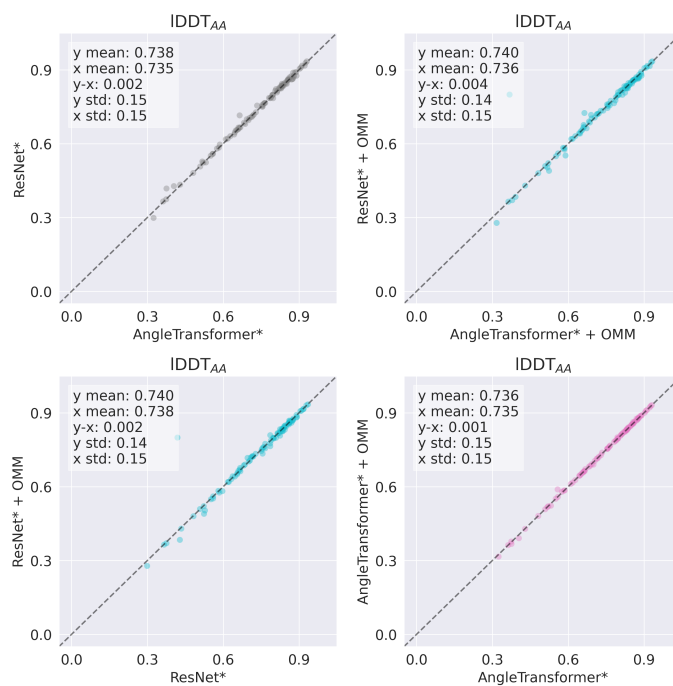 lDDT_AA
y mean: 0.738
x mean: 0.735
y-x: 0.002
y std: 0.15
x std: 0.15
0.9
0.6
0.3
0.0
ResNet*
0.0 0.3 0.6 0.9
AngleTransformer*
lDDT_AA
y mean: 0.740
x mean: 0.736
y-x: 0.004
y std: 0.14
x std: 0.15
0.9
0.6
0.3
0.0
ResNet* + OMM
0.0 0.3 0.6 0.9
AngleTransformer* + OMM
lDDT_AA
y mean: 0.740
x mean: 0.738
y-x: 0.002
y std: 0.14
x std: 0.15
0.9
0.6
0.3
0.0
ResNet* + OMM
0.0 0.3 0.6 0.9
ResNet*
lDDT_AA
y mean: 0.736
x mean: 0.735
y-x: 0.001
y std: 0.15
x std: 0.15
0.9
0.6
0.3
0.0
AngleTransformer* + OMM
0.0 0.3 0.6 0.9
AngleTransformer*